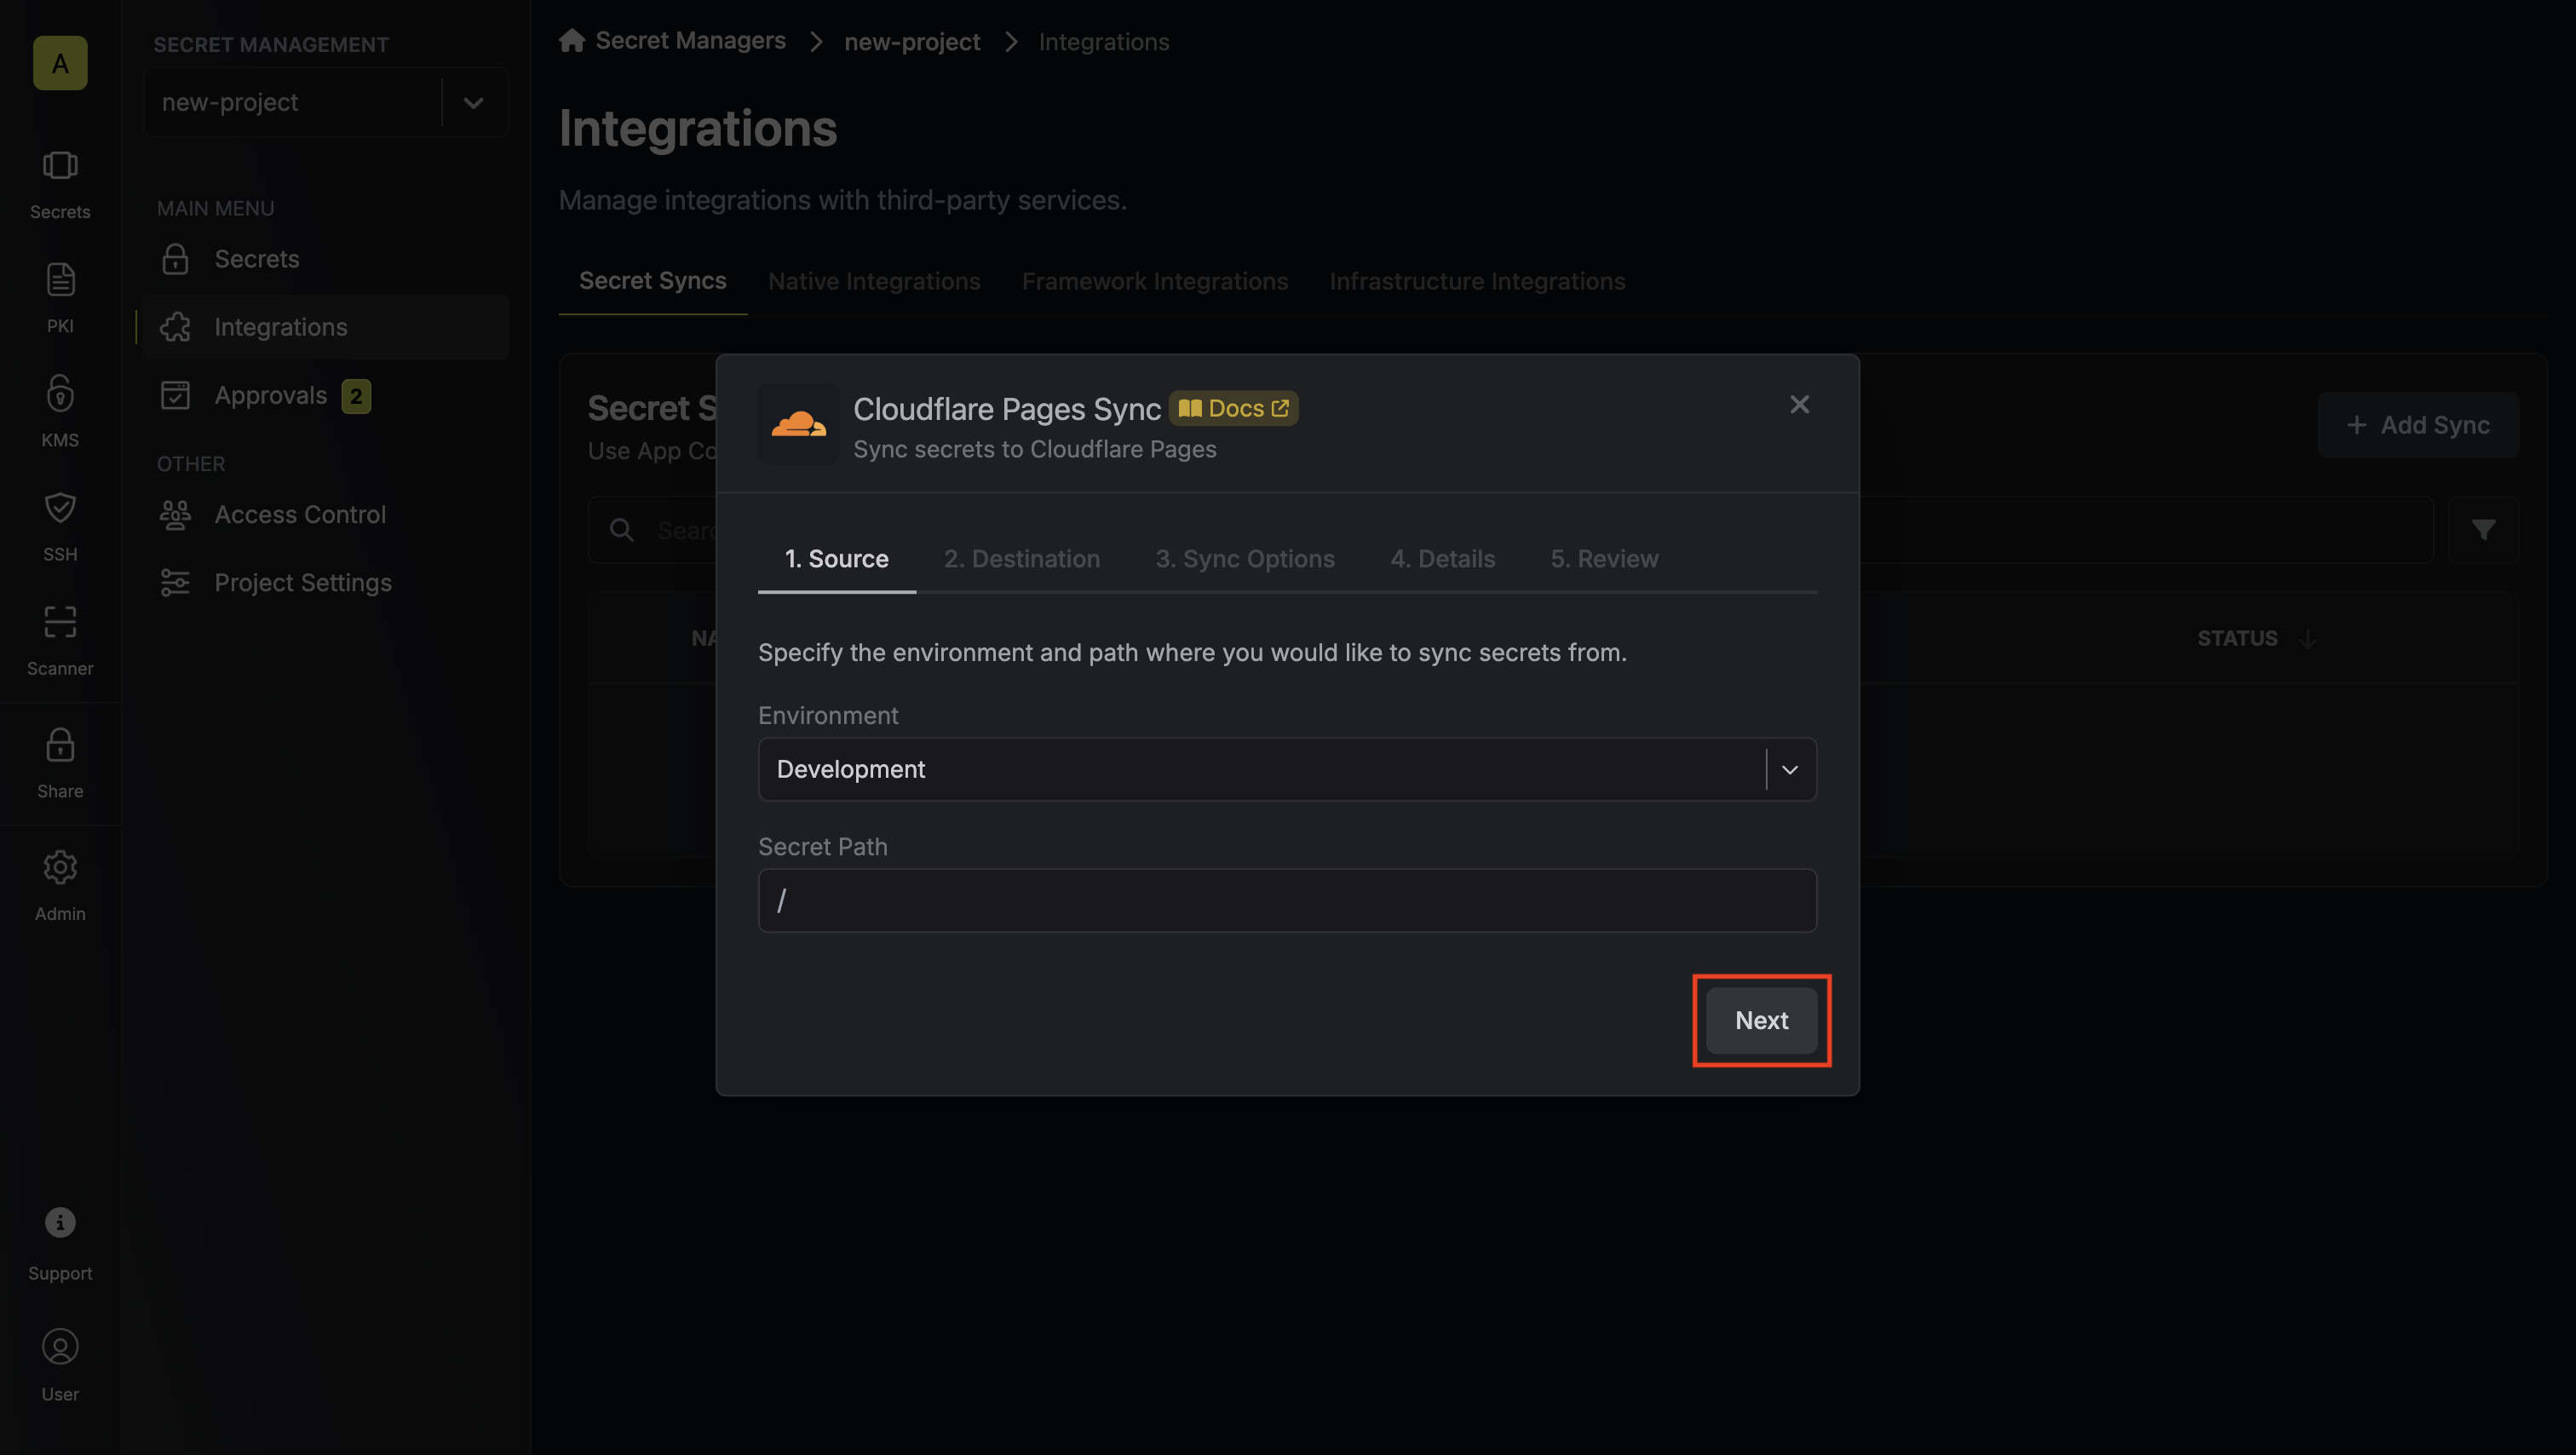 A
Secrets
PKI
KMS
SSH
Scanner
Share
Admin
Support
User
SECRET MANAGEMENT
new-project
MAIN MENU
Secrets
Integrations
Approvals 2
OTHER
Access Control
Project Settings
Secret Managers new-project Integrations
Integrations
Manage integrations with third-party services.
Secret Syncs Native Integrations Framework Integrations Infrastructure Integrations
Secret S
Use App Co
+ Add Sync
Sear
NA
STATUS
Cloudflare Pages Sync Docs
Sync secrets to Cloudflare Pages
1. Source 2. Destination 3. Sync Options 4. Details 5. Review
Specify the environment and path where you would like to sync secrets from.
Environment
Development
Secret Path
/
Next